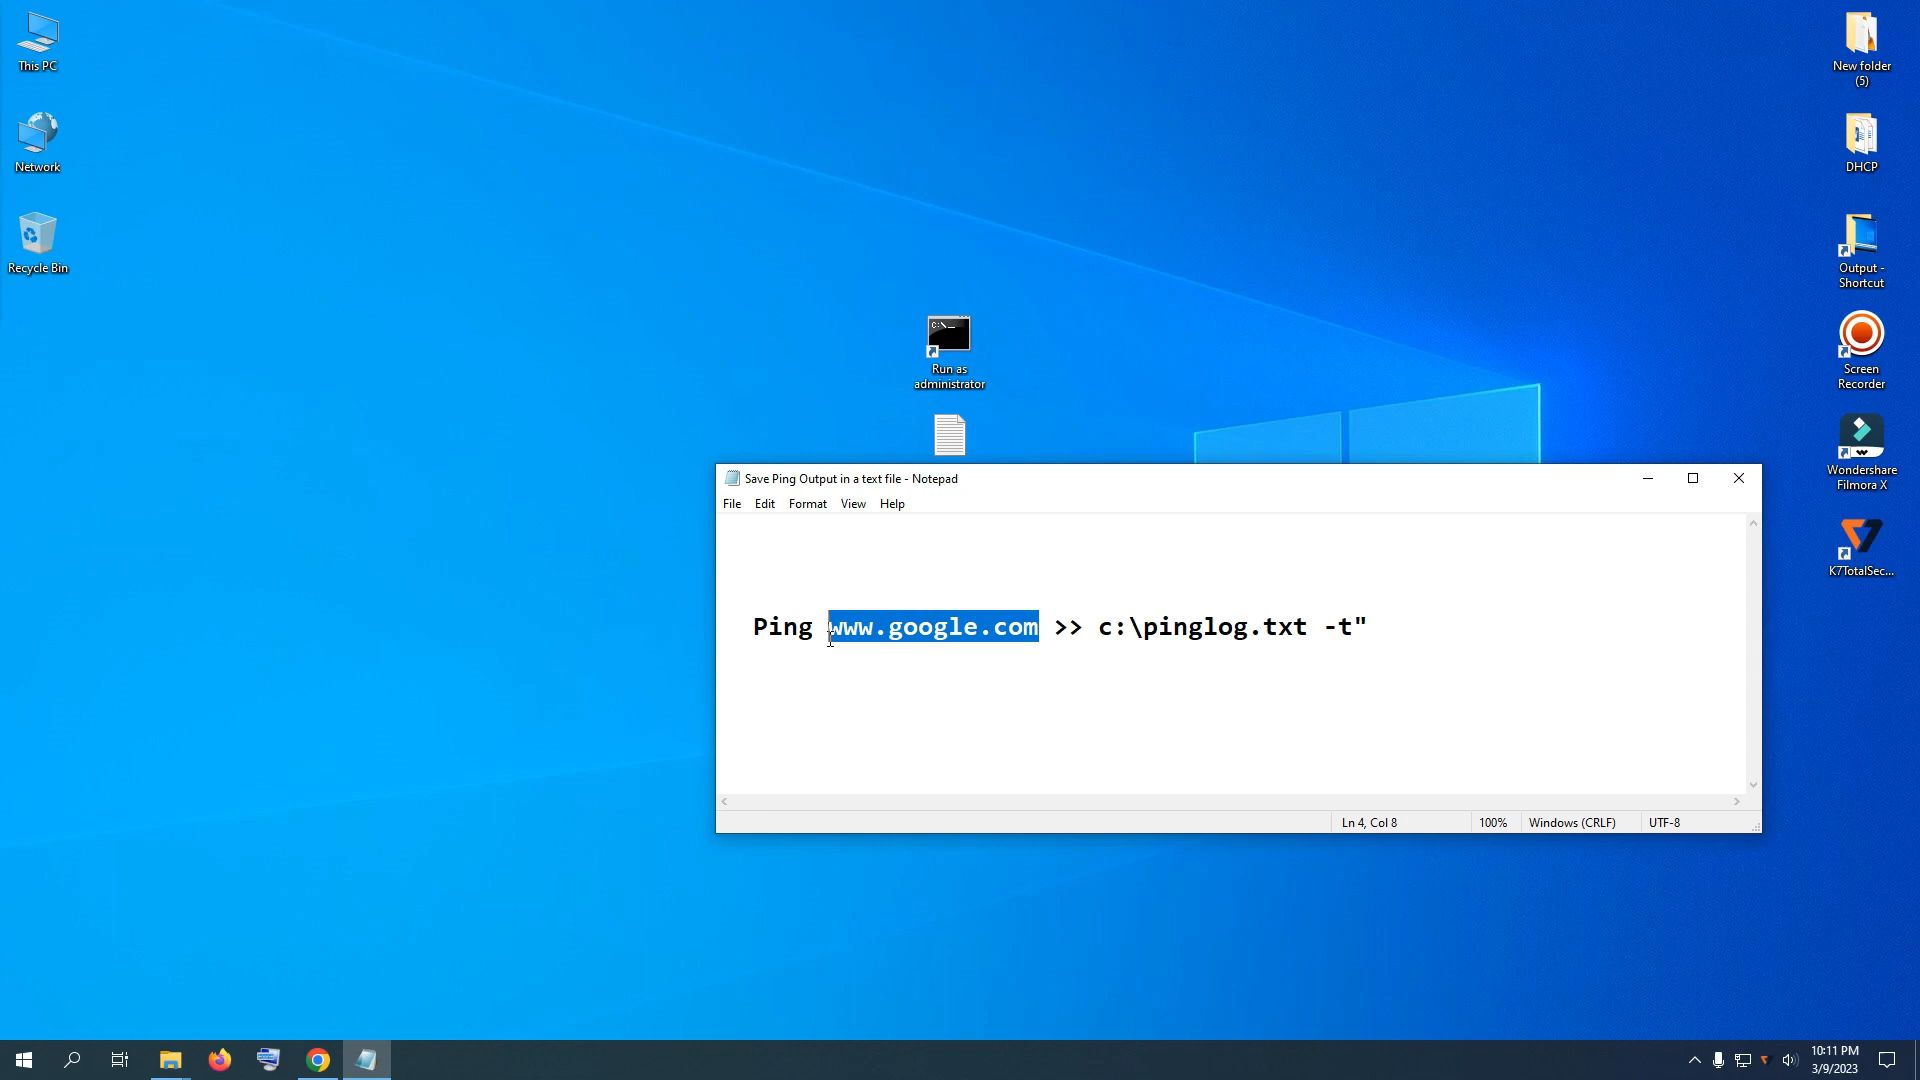 This PC
Network
Recycle Bin
C:\_
Run as
administrator
New folder
(5)
DHCP
Output -
Shortcut
Screen
Recorder
Wondershare
Filmora X
K7TotalSec...
Save Ping Output in a text file - Notepad
File Edit Format View Help
Ping www.google.com >> c:\pinglog.txt -t"
Ln 4, Col 8 100% Windows (CRLF) UTF-8
10:11 PM
3/9/2023